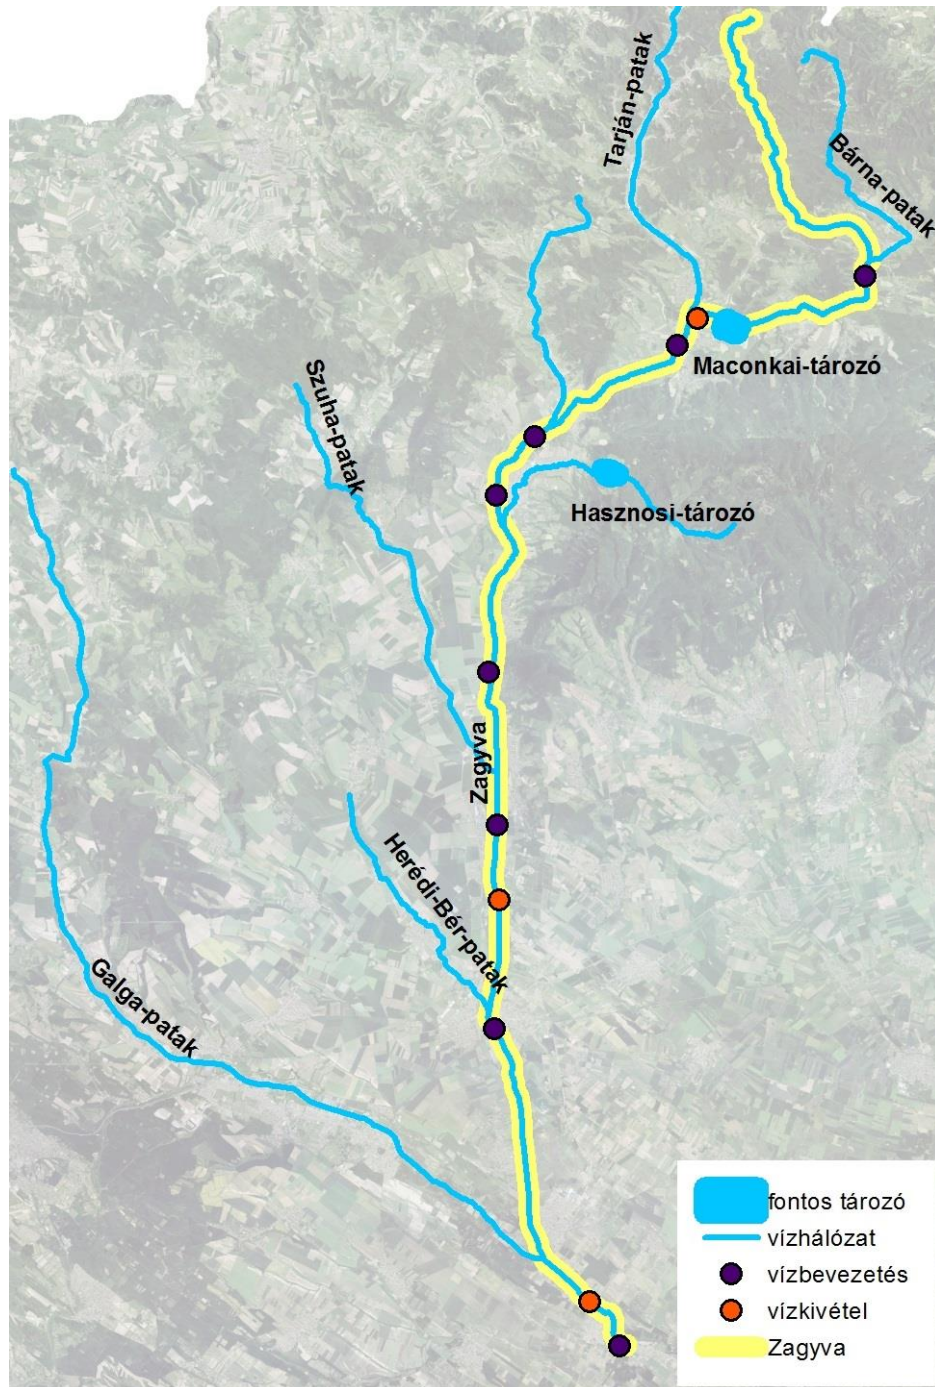 Tarján-patak
Bárna-patak
Maconkai-tározó
Szuha-patak
Hasznosi-tározó
Zagyva
Herédi-Bér-patak
Galga-patak
fontos tározó
vízhálózat
vízbevezetés
vízkivétel
Zagyva